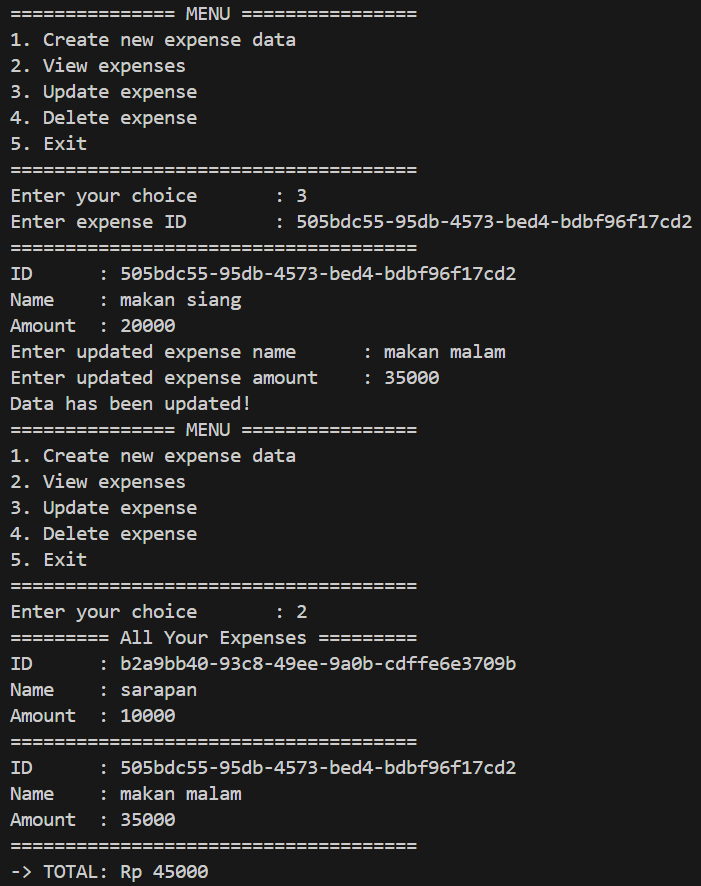 =============== MENU ================
1. Create new expense data
2. View expenses
3. Update expense
4. Delete expense
5. Exit
=====================================
Enter your choice       : 3
Enter expense ID        : 505bdc55-95db-4573-bed4-bdbf96f17cd2
=====================================
ID      : 505bdc55-95db-4573-bed4-bdbf96f17cd2
Name    : makan siang
Amount  : 20000
Enter updated expense name      : makan malam
Enter updated expense amount    : 35000
Data has been updated!
=============== MENU ================
1. Create new expense data
2. View expenses
3. Update expense
4. Delete expense
5. Exit
=====================================
Enter your choice       : 2
========= All Your Expenses =========
ID      : b2a9bb40-93c8-49ee-9a0b-cdffe6e3709b
Name    : sarapan
Amount  : 10000
=====================================
ID      : 505bdc55-95db-4573-bed4-bdbf96f17cd2
Name    : makan malam
Amount  : 35000
=====================================
-> TOTAL: Rp 45000